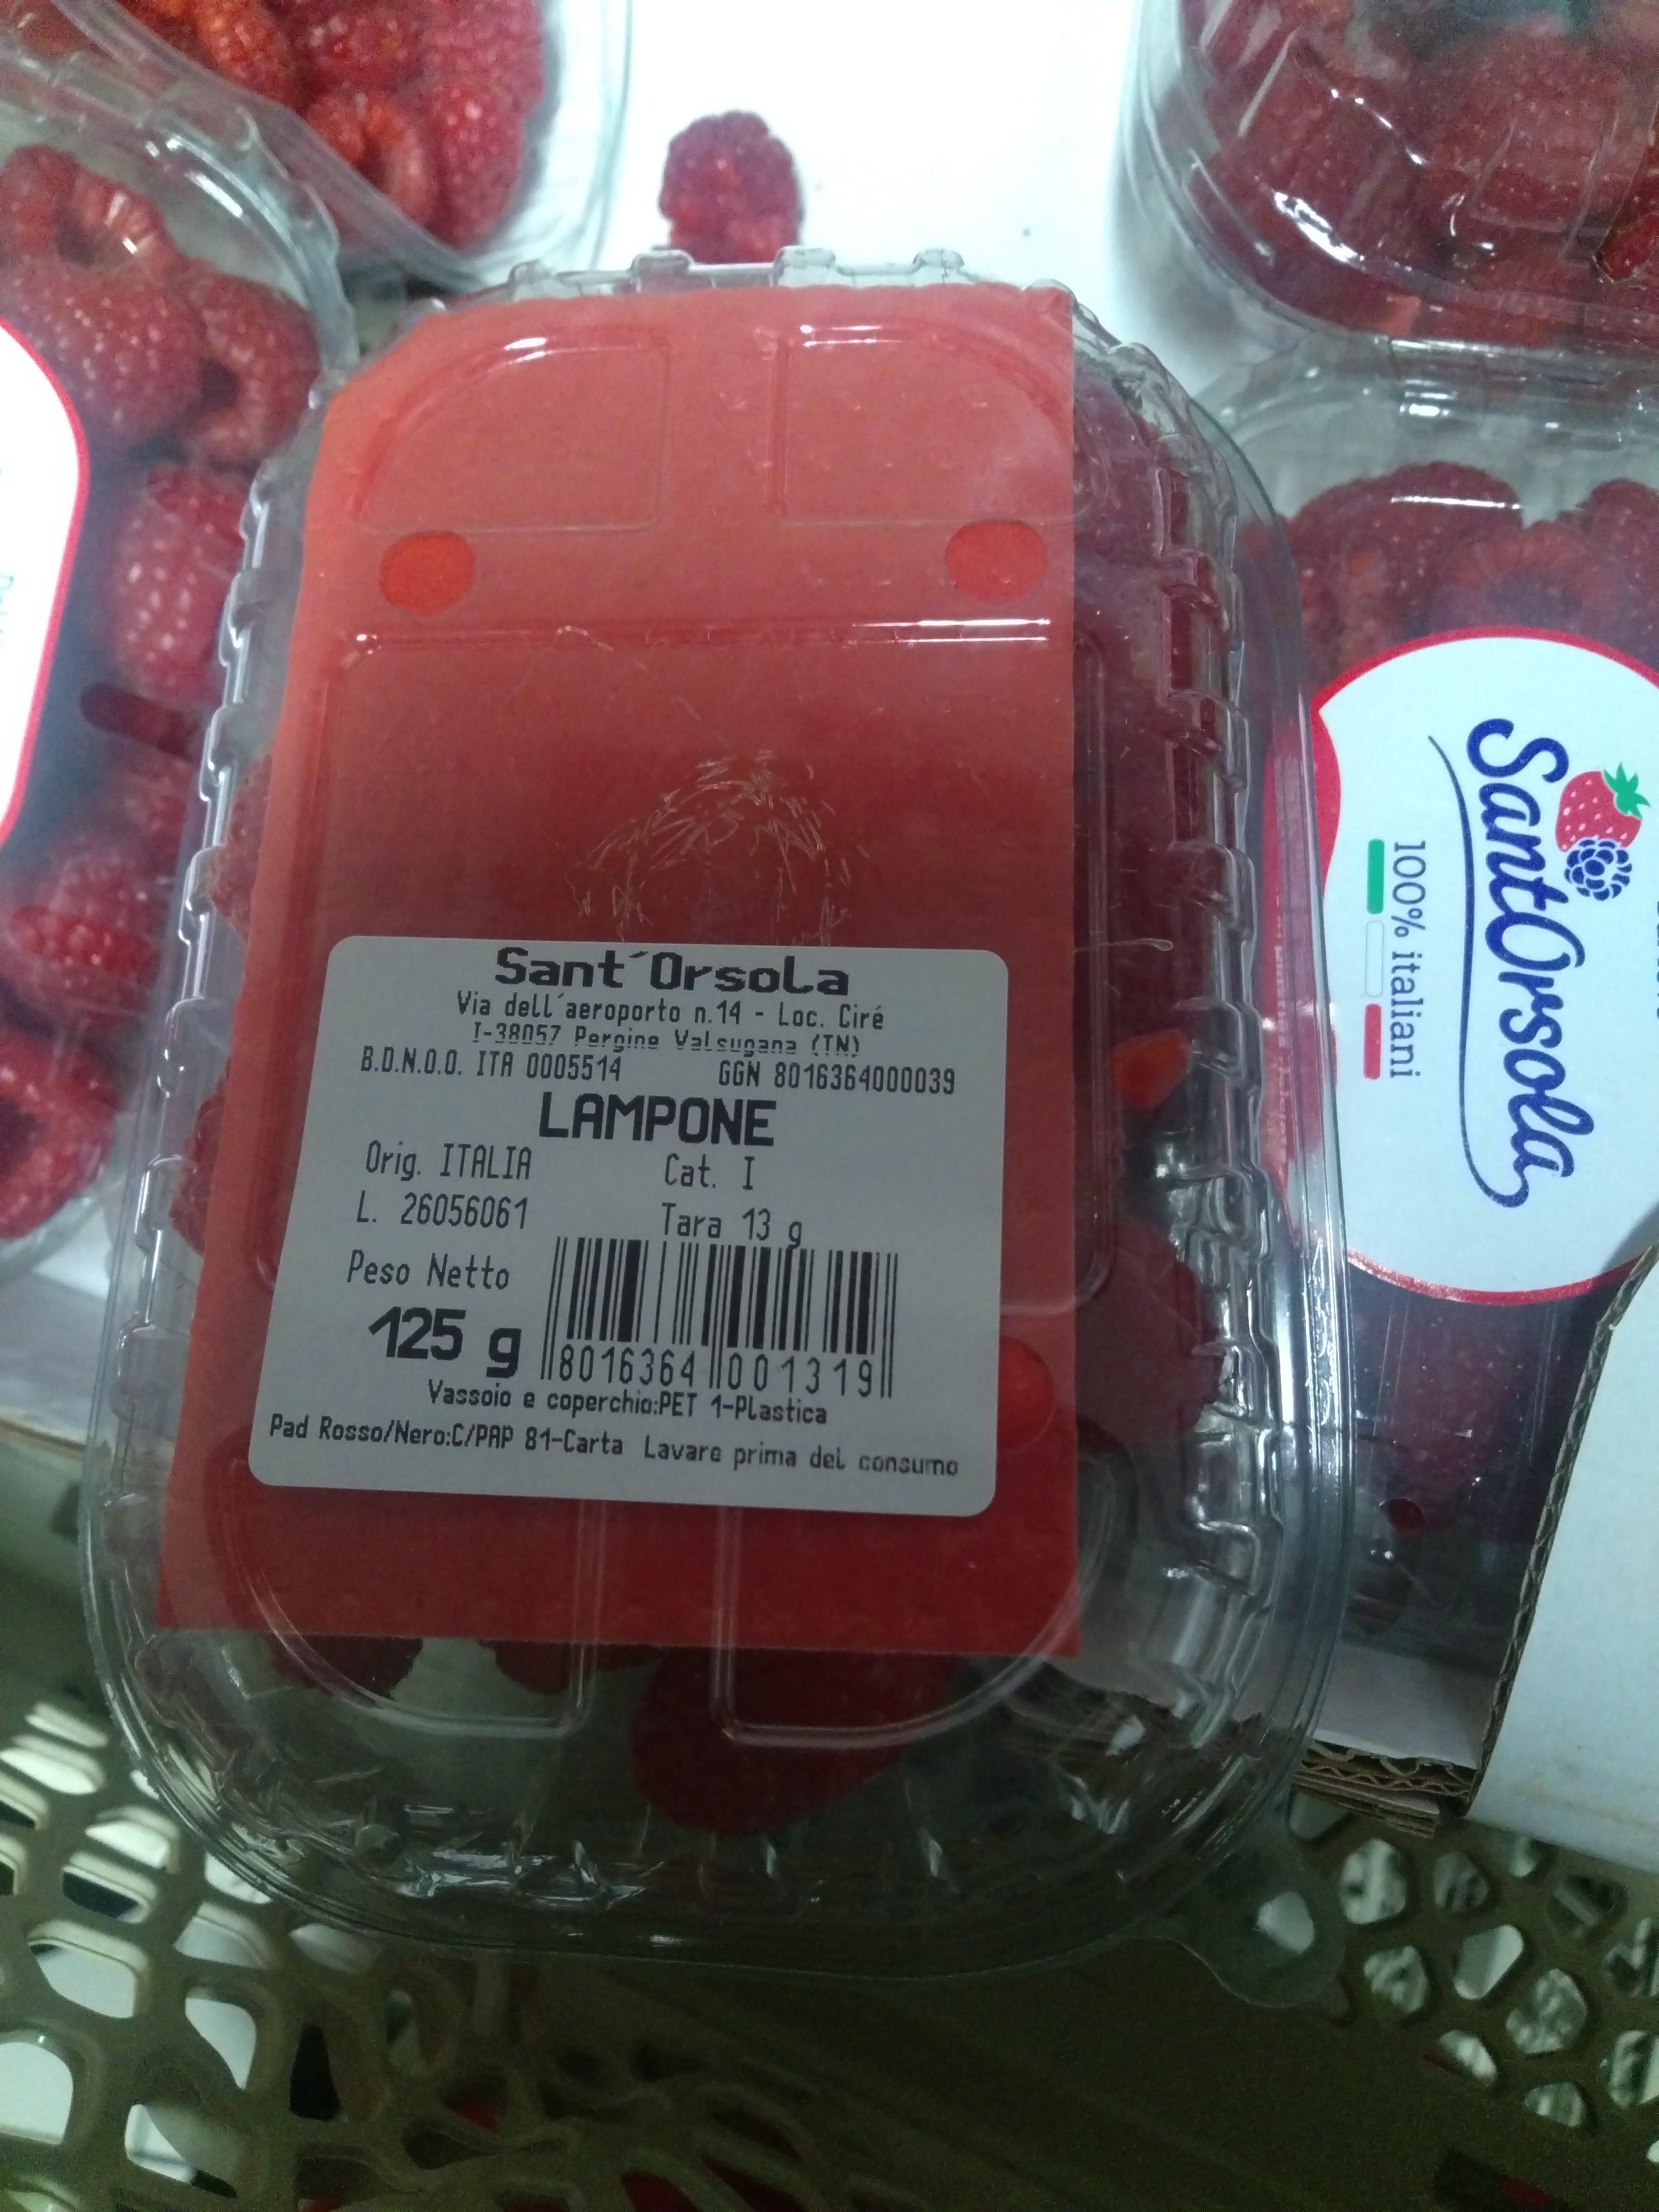 Sant´Orsola
Via dell´aeroporto n.14 - Loc. Ciré
I-38057 Pergine Valsugana (TN)
B.D.N.O.O. ITA 0005514 GGN 8016364000039
LAMPONE
Orig. ITALIA Cat. I
L. 26056061 Tara 13 g
Peso Netto
125 g
8016364 001319
Vassoio e coperchio:PET 1-Plastica
Pad Rosso/Nero:C/PAP 81-Carta Lavare prima del consumo
Sant'Orsola
100% italiani